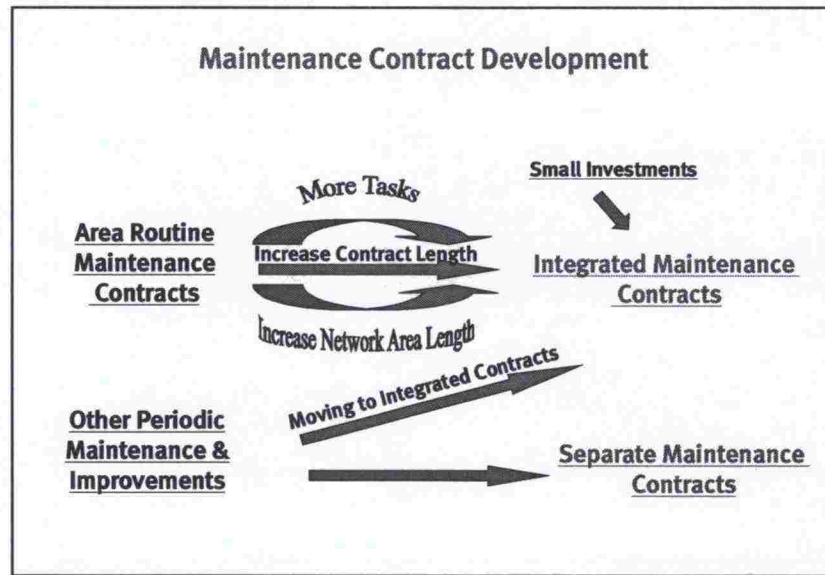 Maintenance Contract Development
More Tasks
Small Investments
Area Routine
Maintenance
Contracts
Increase Contract Length
Integrated Maintenance
Contracts
Increase Network Area Length
Moving to Integrated Contracts
Other Periodic
Maintenance &
Improvements
Separate Maintenance
Contracts